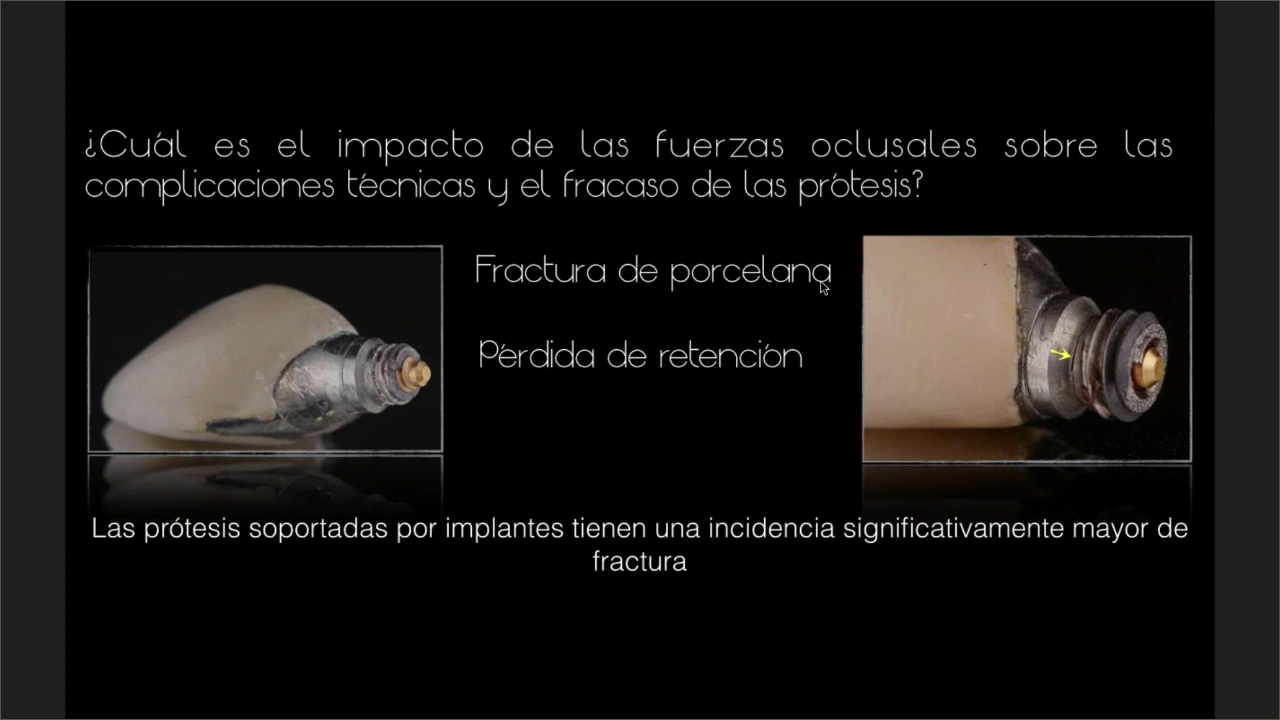 ¿Cuál es el impacto de las fuerzas oclusales sobre las
complicaciones técnicas y el fracaso de las prótesis?
Fractura de porcelana
Pérdida de retención
Las prótesis soportadas por implantes tienen una incidencia significativamente mayor de
fractura